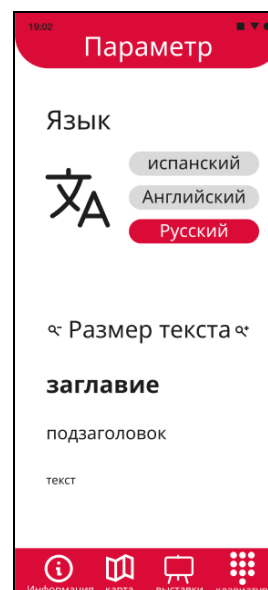 19:02
Параметр
Язык
испанский
Английский
Русский
Размер текста
заглавие
подзаголовок
текст
Информация карта выставки